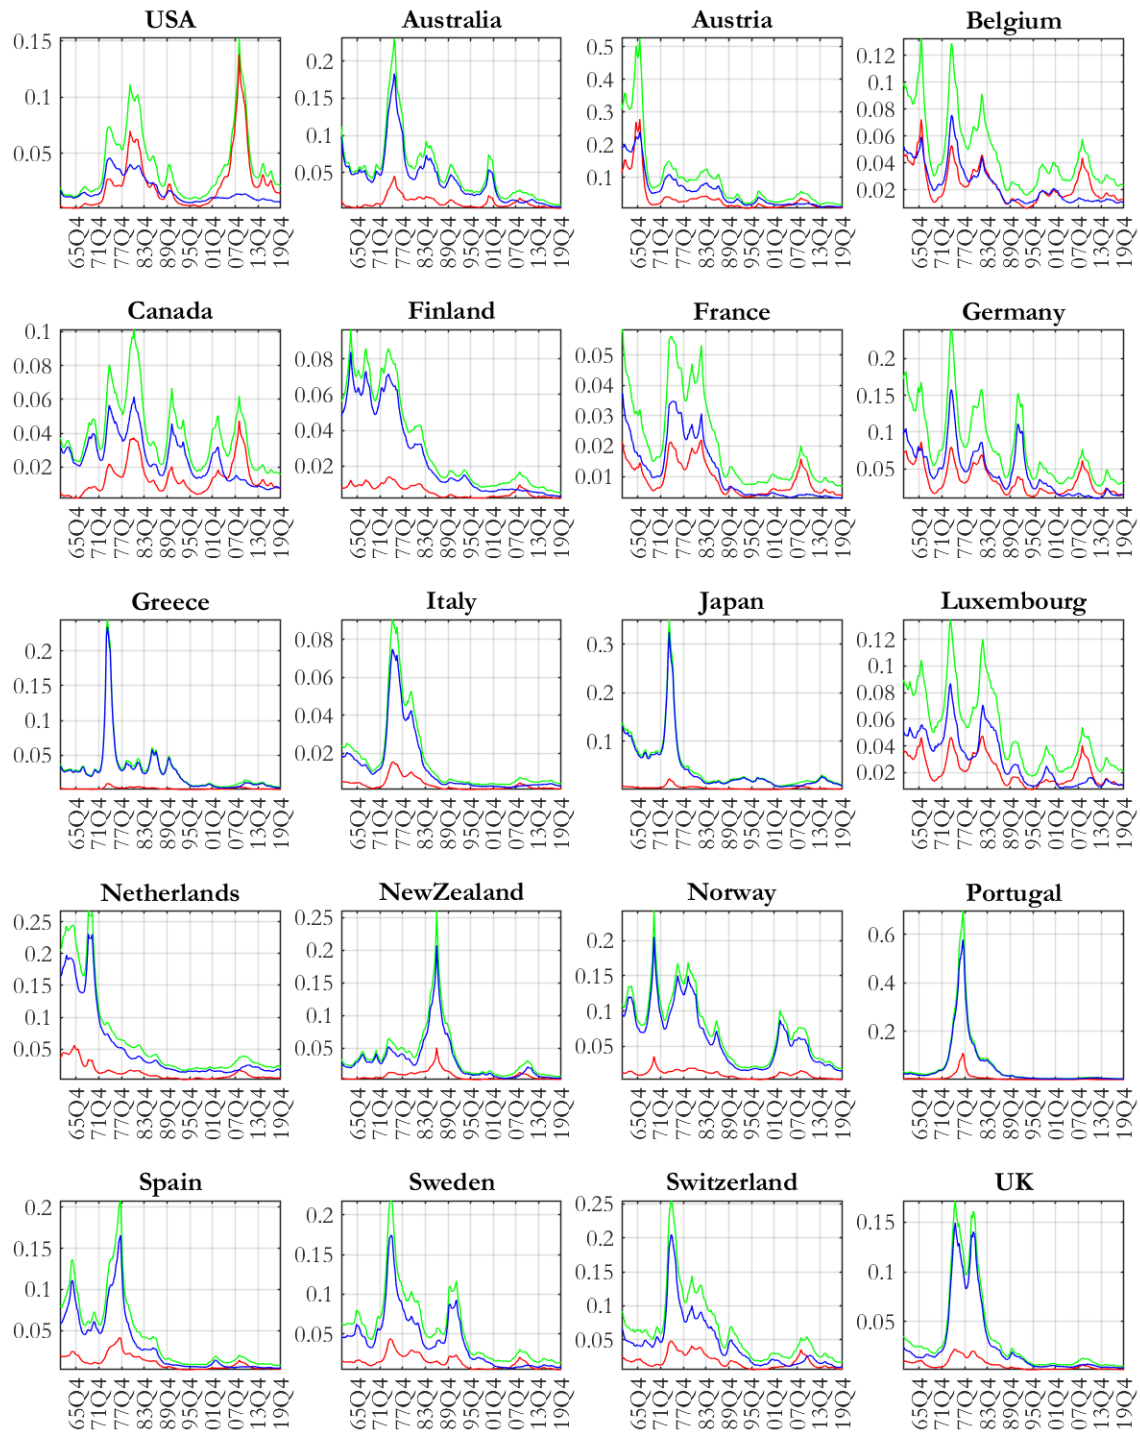 USA Australia Austria Belgium
0.15 0.1 0.05
0.2 0.15 0.1 0.05
0.5 0.4 0.3 0.2 0.1
0.12 0.1 0.08 0.06 0.04 0.02
65Q4 71Q4 77Q4 83Q4 89Q4 95Q4 01Q4 07Q4 13Q4 19Q4
65Q4 71Q4 77Q4 83Q4 89Q4 95Q4 01Q4 07Q4 13Q4 19Q4
65Q4 71Q4 77Q4 83Q4 89Q4 95Q4 01Q4 07Q4 13Q4 19Q4
65Q4 71Q4 77Q4 83Q4 89Q4 95Q4 01Q4 07Q4 13Q4 19Q4
Canada Finland France Germany
0.1 0.08 0.06 0.04 0.02
0.08 0.06 0.04 0.02
0.05 0.04 0.03 0.02 0.01
0.2 0.15 0.1 0.05
65Q4 71Q4 77Q4 83Q4 89Q4 95Q4 01Q4 07Q4 13Q4 19Q4
65Q4 71Q4 77Q4 83Q4 89Q4 95Q4 01Q4 07Q4 13Q4 19Q4
65Q4 71Q4 77Q4 83Q4 89Q4 95Q4 01Q4 07Q4 13Q4 19Q4
65Q4 71Q4 77Q4 83Q4 89Q4 95Q4 01Q4 07Q4 13Q4 19Q4
Greece Italy Japan Luxembourg
0.2 0.15 0.1 0.05
0.08 0.06 0.04 0.02
0.3 0.2 0.1
0.12 0.1 0.08 0.06 0.04 0.02
65Q4 71Q4 77Q4 83Q4 89Q4 95Q4 01Q4 07Q4 13Q4 19Q4
65Q4 71Q4 77Q4 83Q4 89Q4 95Q4 01Q4 07Q4 13Q4 19Q4
65Q4 71Q4 77Q4 83Q4 89Q4 95Q4 01Q4 07Q4 13Q4 19Q4
65Q4 71Q4 77Q4 83Q4 89Q4 95Q4 01Q4 07Q4 13Q4 19Q4
Netherlands NewZealand Norway Portugal
0.25 0.2 0.15 0.1 0.05
0.25 0.2 0.15 0.1 0.05
0.2 0.15 0.1 0.05
0.6 0.4 0.2
65Q4 71Q4 77Q4 83Q4 89Q4 95Q4 01Q4 07Q4 13Q4 19Q4
65Q4 71Q4 77Q4 83Q4 89Q4 95Q4 01Q4 07Q4 13Q4 19Q4
65Q4 71Q4 77Q4 83Q4 89Q4 95Q4 01Q4 07Q4 13Q4 19Q4
65Q4 71Q4 77Q4 83Q4 89Q4 95Q4 01Q4 07Q4 13Q4 19Q4
Spain Sweden Switzerland UK
0.2 0.15 0.1 0.05
0.2 0.15 0.1 0.05
0.25 0.2 0.15 0.1 0.05
0.15 0.1 0.05
65Q4 71Q4 77Q4 83Q4 89Q4 95Q4 01Q4 07Q4 13Q4 19Q4
65Q4 71Q4 77Q4 83Q4 89Q4 95Q4 01Q4 07Q4 13Q4 19Q4
65Q4 71Q4 77Q4 83Q4 89Q4 95Q4 01Q4 07Q4 13Q4 19Q4
65Q4 71Q4 77Q4 83Q4 89Q4 95Q4 01Q4 07Q4 13Q4 19Q4